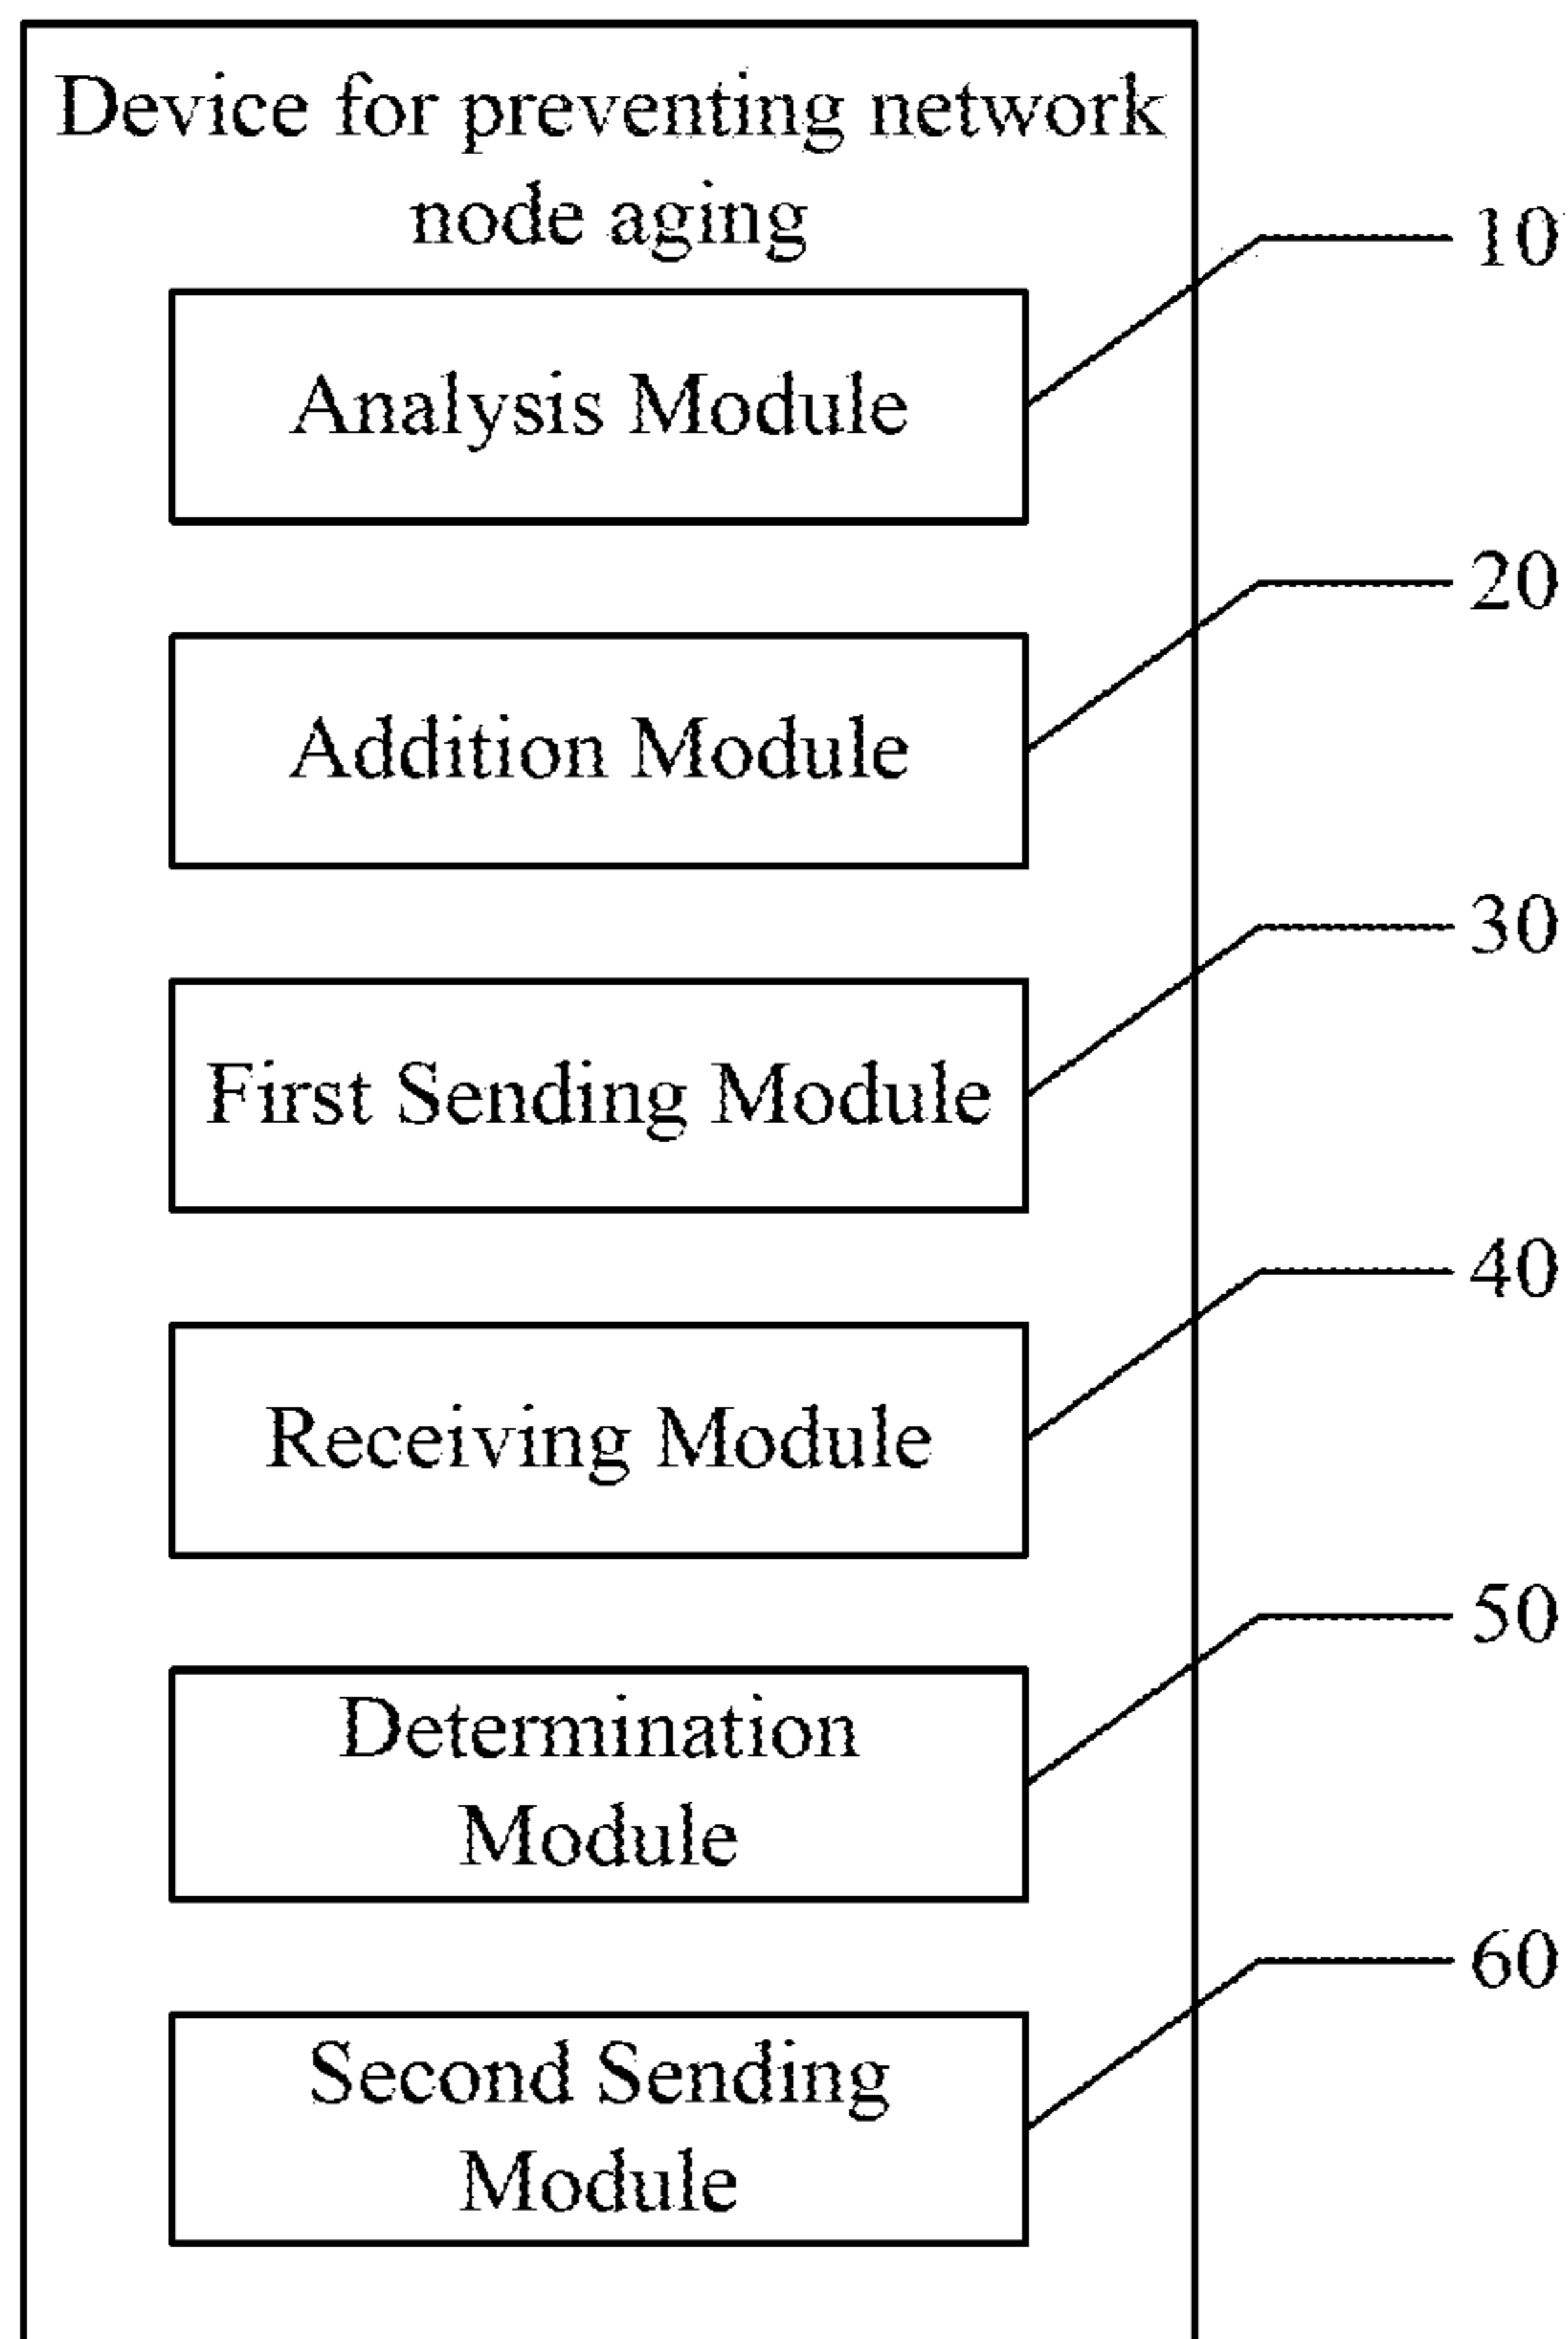 Device for preventing network
node aging
10
Analysis Module
20
Addition Module
30
First Sending Module
40
Receiving Module
50
Determination
Module
60
Second Sending
Module